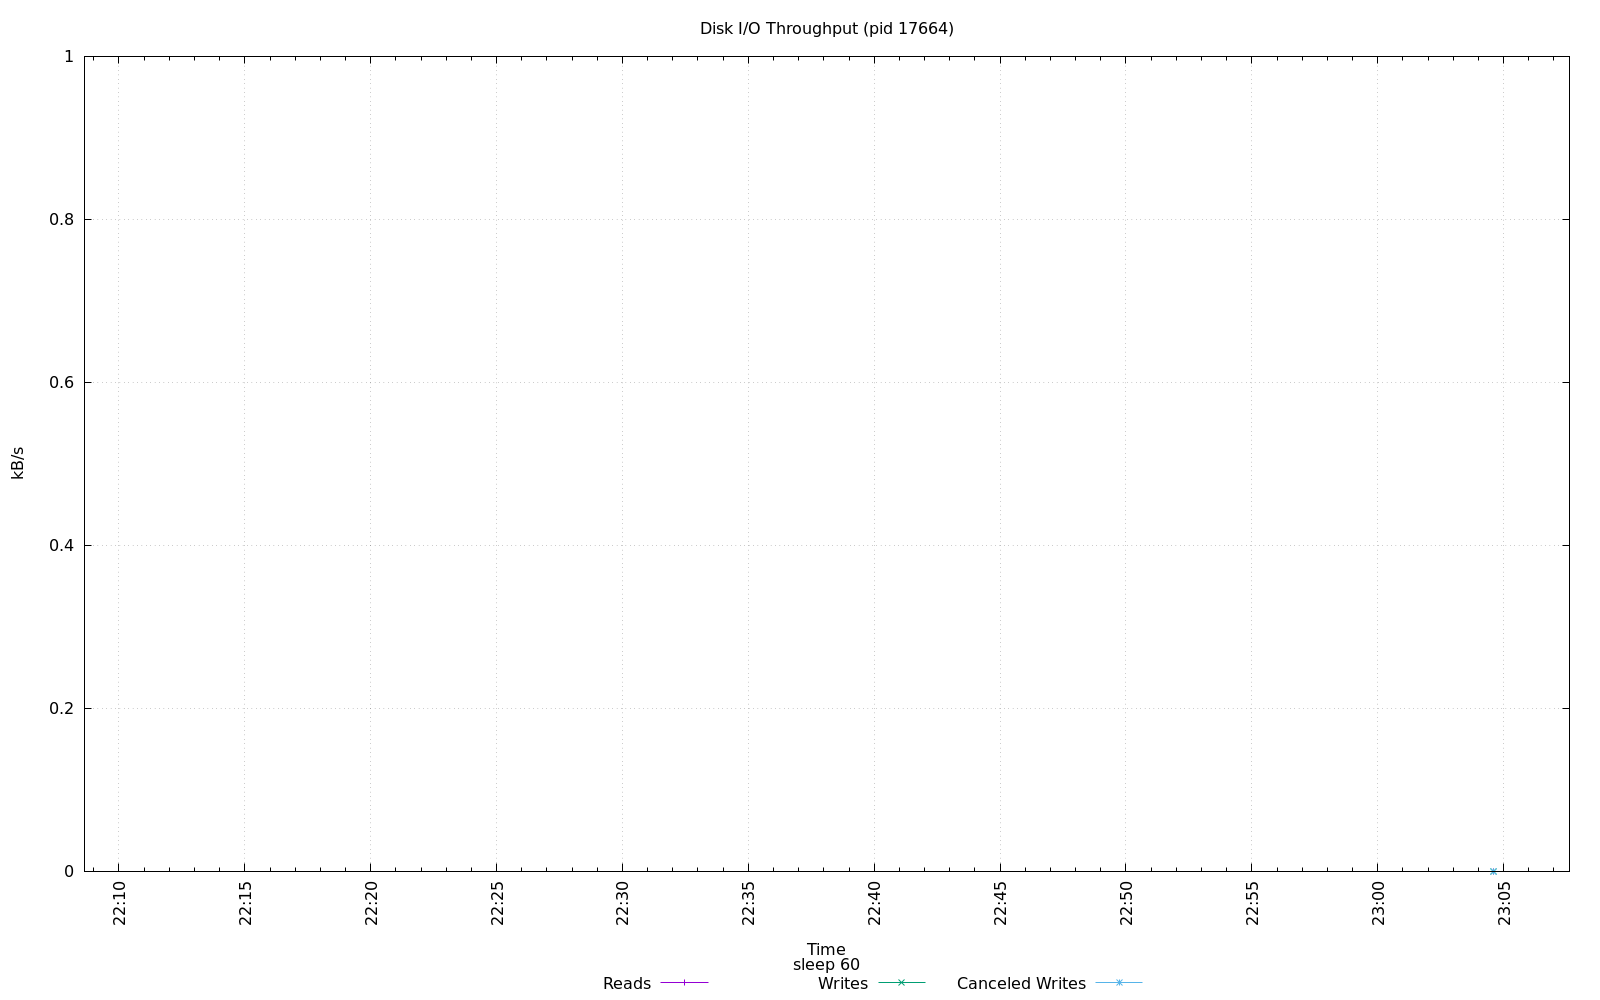 Disk I/O Throughput (pid 17664)
1
0.8
0.6
0.4
0.2
0
kB/s
22:10
22:15
22:20
22:25
22:30
22:35
22:40
22:45
22:50
22:55
23:00
23:05
Time
sleep 60
Reads
Writes
Canceled Writes